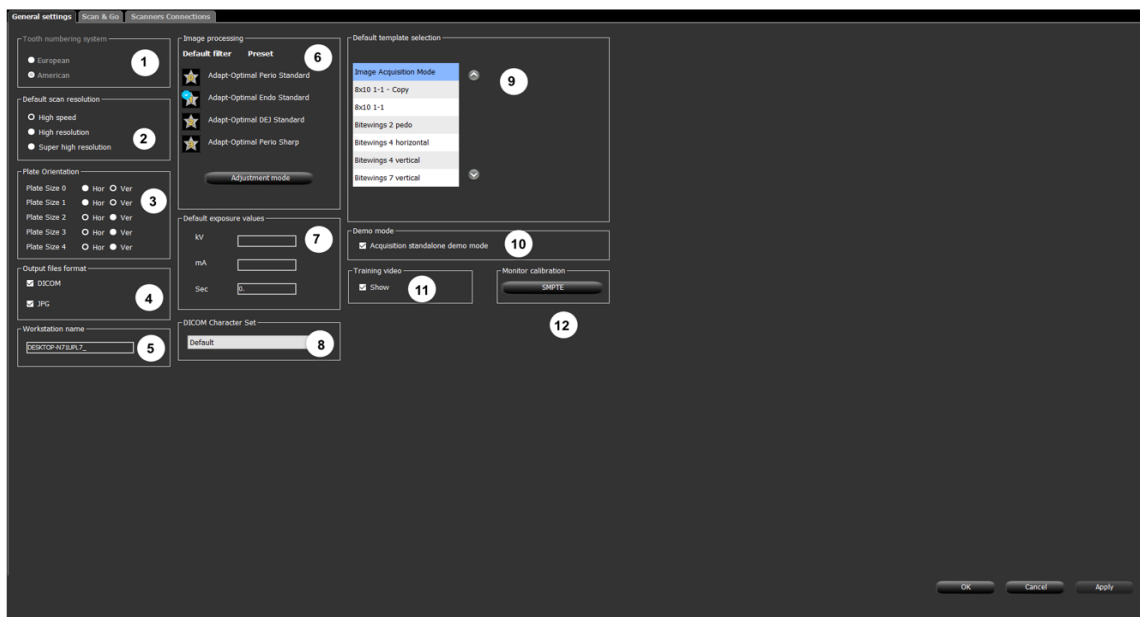 General settings Scan & Go Scanners Connections
Tooth numbering system
European
American
1
Default scan resolution
High speed
High resolution
Super high resolution
2
Plate Orientation
Plate Size 0 Hor Ver
Plate Size 1 Hor Ver
Plate Size 2 Hor Ver
Plate Size 3 Hor Ver
Plate Size 4 Hor Ver
3
Output files format
DICOM
JPG
4
Workstation name
DESKTOP-N71UPL7_
5
Image processing
Default filter Preset
6
Adapt-Optimal Perio Standard
Adapt-Optimal Endo Standard
Adapt-Optimal DEJ Standard
Adapt-Optimal Perio Sharp
Adjustment mode
Default exposure values
kV
7
mA
Sec 0.
DICOM Character Set
Default
8
Default template selection
Image Acquisition Mode
8x10 1-1 - Copy
8x10 1-1
Bitewings 2 pedo
Bitewings 4 horizontal
Bitewings 4 vertical
Bitewings 7 vertical
9
Demo mode
Acquisition standalone demo mode
10
Training video
Show
11
Monitor calibration
SMPTE
12
OK Cancel Apply